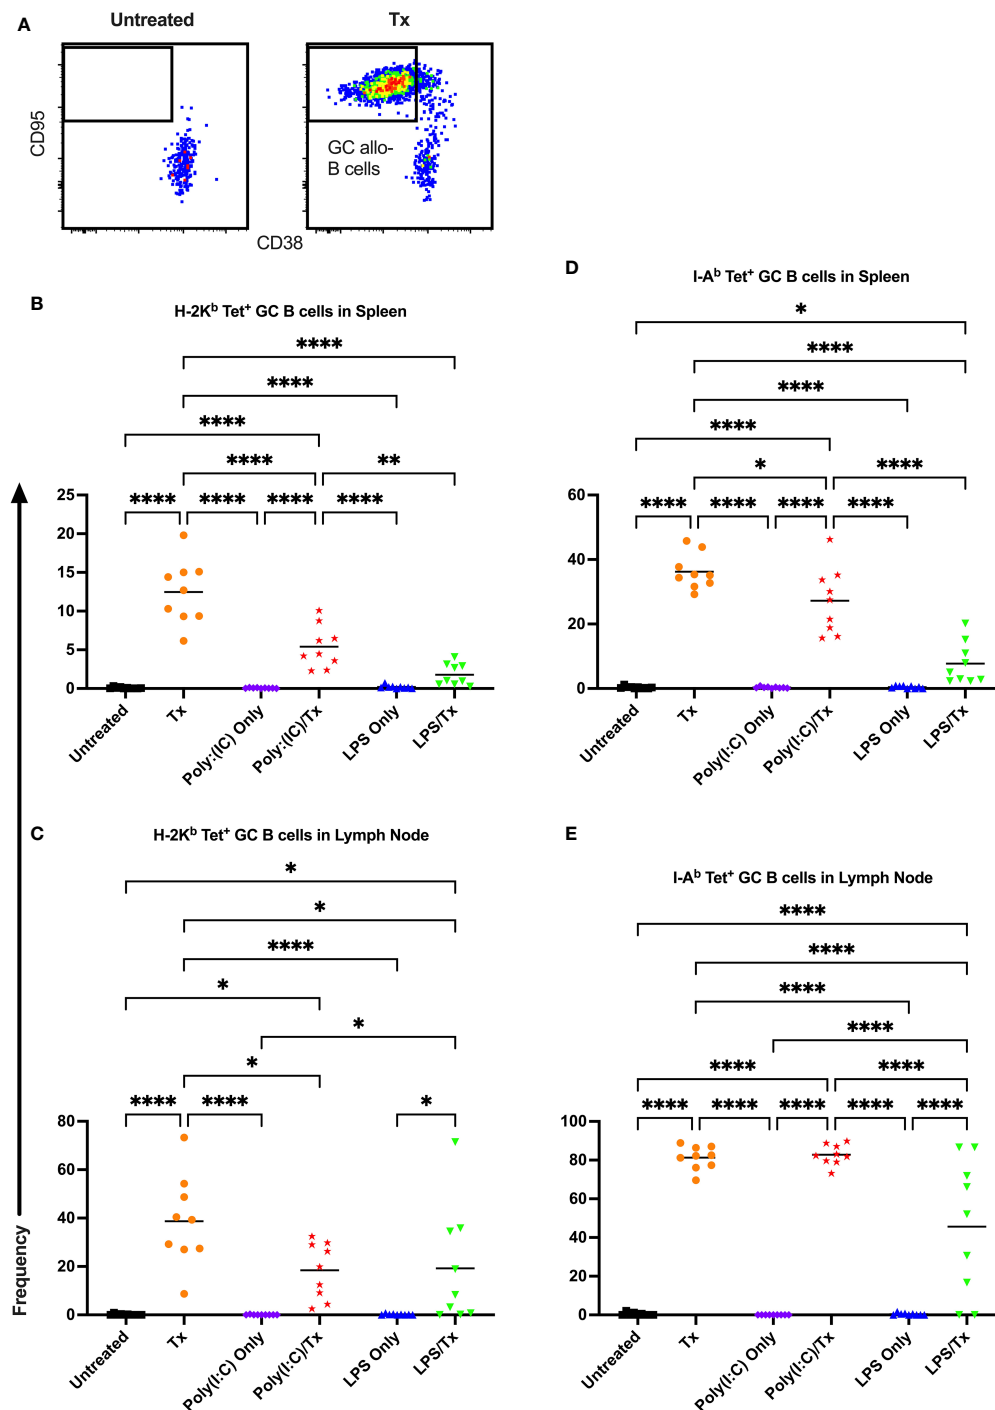 A
Untreated
Tx
CD95
GC allo-
B cells
CD38
B
H-2Kᵇ Tet⁺ GC B cells in Spleen
****
****
****
**** **
**** **** **** ****
25
20
15
10
5
0
Untreated
Tx
Poly:(IC) Only
Poly:(IC)/Tx
LPS Only
LPS/Tx
D
I-Aᵇ Tet⁺ GC B cells in Spleen
*
****
****
****
* ****
**** **** **** ****
60
40
20
0
Untreated
Tx
Poly(I:C) Only
Poly(I:C)/Tx
LPS Only
LPS/Tx
C
H-2Kᵇ Tet⁺ GC B cells in Lymph Node
*
*
****
*
*
*
**** **** *
80
60
40
20
0
Untreated
Tx
Poly(I:C) Only
Poly(I:C)/Tx
LPS Only
LPS/Tx
E
I-Aᵇ Tet⁺ GC B cells in Lymph Node
****
****
****
****
**** ****
**** **** **** **** ****
100
80
60
40
20
0
Untreated
Tx
Poly(I:C) Only
Poly(I:C)/Tx
LPS Only
LPS/Tx
Frequency